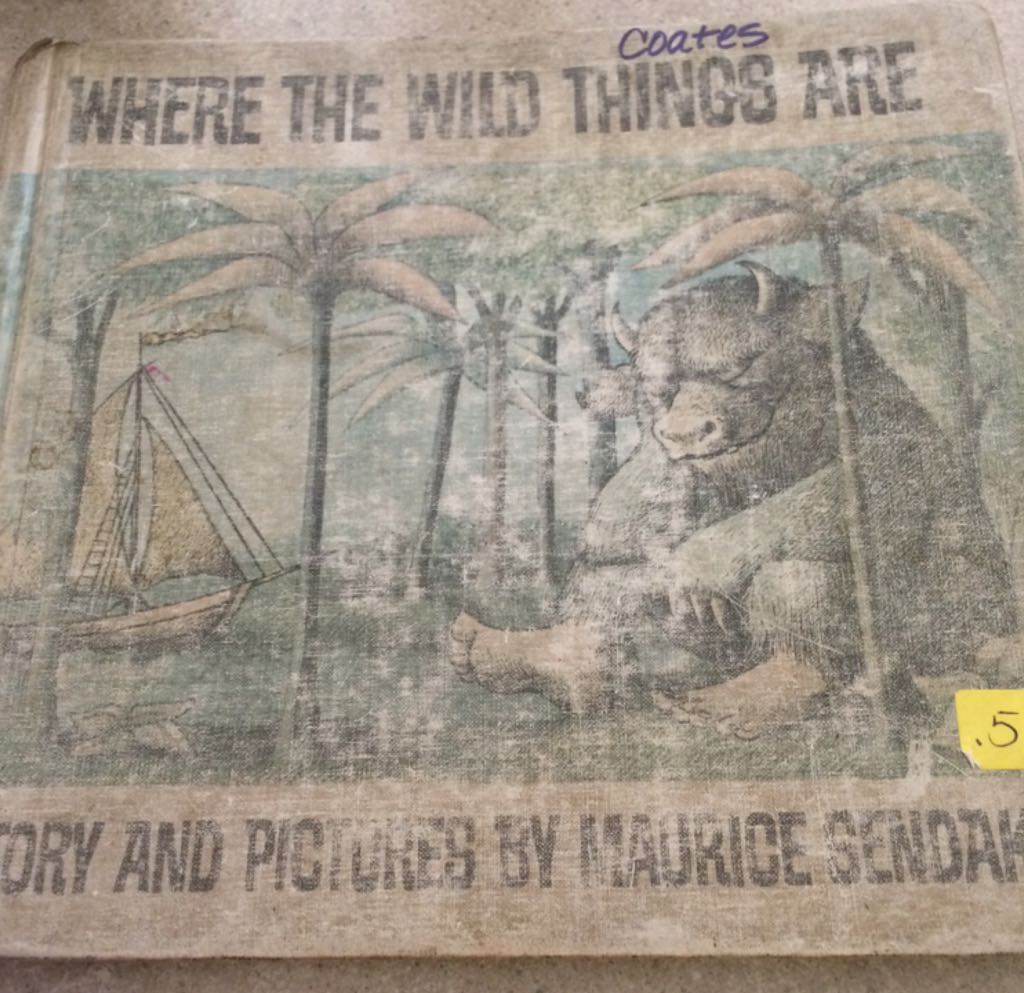 Coates
WHERE THE WILD THINGS ARE
.5
TORY AND PICTURES BY MAURICE SENDAK